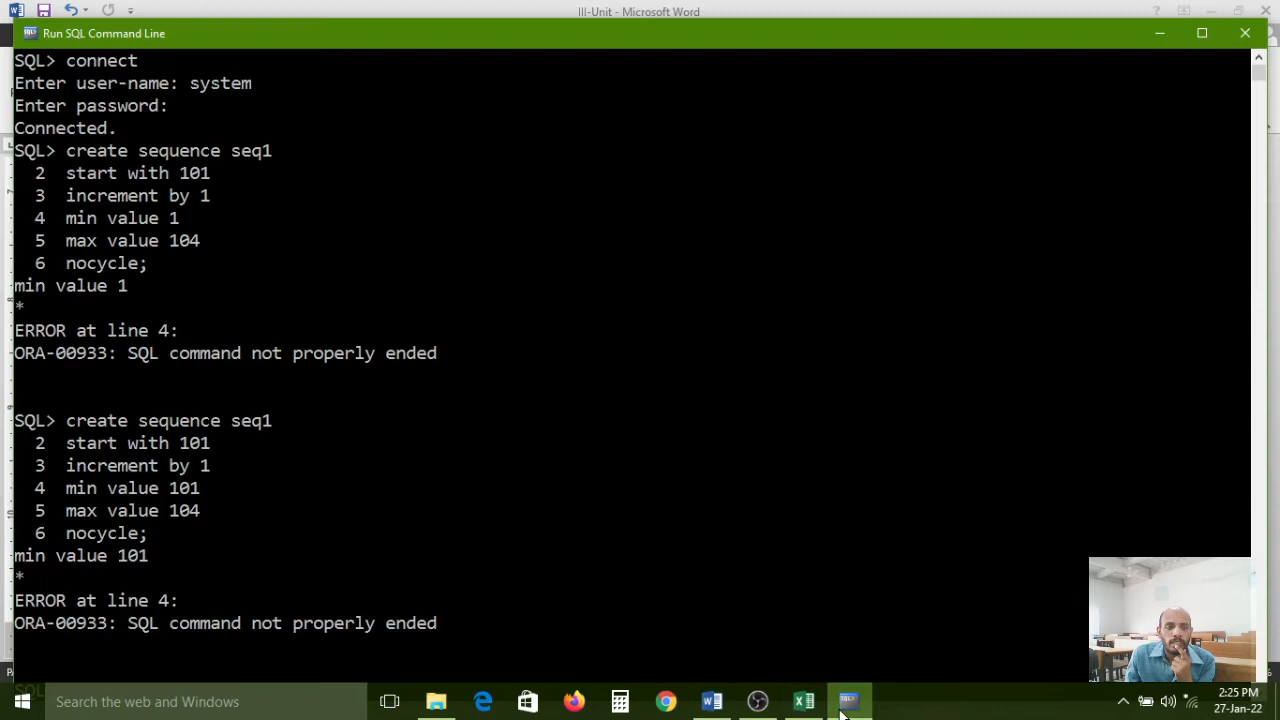 III-Unit - Microsoft Word
Run SQL Command Line
SQL> connect
Enter user-name: system
Enter password:
Connected.
SQL> create sequence seq1
2 start with 101
3 increment by 1
4 min value 1
5 max value 104
6 nocycle;
min value 1
*
ERROR at line 4:
ORA-00933: SQL command not properly ended
SQL> create sequence seq1
2 start with 101
3 increment by 1
4 min value 101
5 max value 104
6 nocycle;
min value 101
*
ERROR at line 4:
ORA-00933: SQL command not properly ended
Search the web and Windows
2:25 PM
27-Jan-22